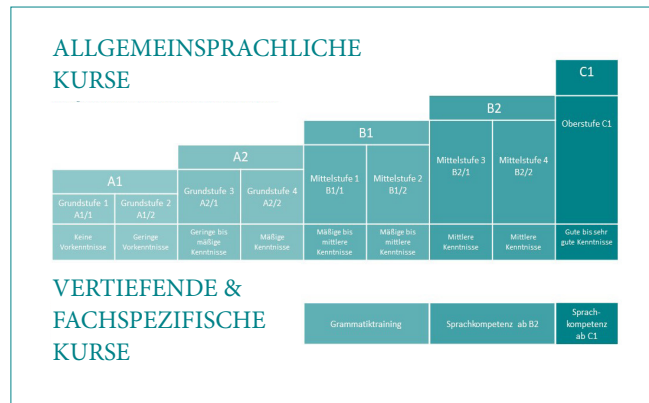 ALLGEMEINSPRACHLICHE
KURSE
C1
Oberstufe C1
B2
Mittelstufe 3
B2/1
Mittelstufe 4
B2/2
B1
Mittelstufe 1
B1/1
Mittelstufe 2
B1/2
A2
Grundstufe 3
A2/1
Grundstufe 4
A2/2
A1
Grundstufe 1
A1/1
Grundstufe 2
A1/2
Keine
Vorkenntnisse
Geringe
Vorkenntnisse
Geringe bis
mäßige
Kenntnisse
Mäßige
Kenntnisse
Mäßige bis
mittlere
Kenntnisse
Mäßige bis
mittlere
Kenntnisse
Mittlere
Kenntnisse
Mittlere
Kenntnisse
Gute bis sehr
gute Kenntnisse
VERTIEFENDE &
FACHSPEZIFISCHE
KURSE
Grammatiktraining
Sprachkompetenz ab B2
Sprach-
kompetenz
ab C1